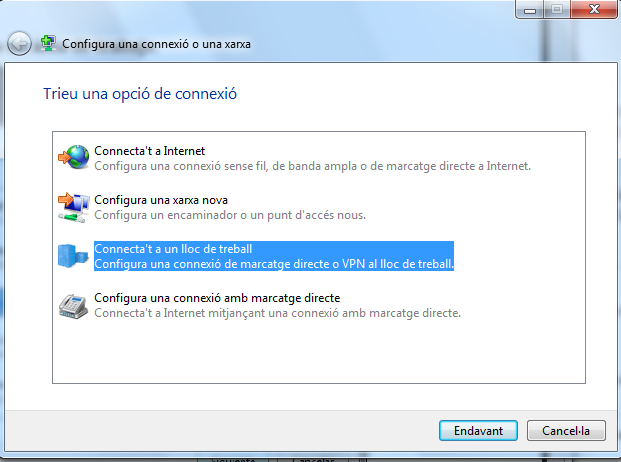 Configura una connexió o una xarxa
Trieu una opció de connexió
Connecta't a Internet
Configura una connexió sense fil, de banda ampla o de marcatge directe a Internet.
Configura una xarxa nova
Configura un encaminador o un punt d'accés nous.
Connecta't a un lloc de treball
Configura una connexió de marcatge directe o VPN al lloc de treball.
Configura una connexió amb marcatge directe
Connecta't a Internet mitjançant una connexió amb marcatge directe.
Endavant
Cancel·la